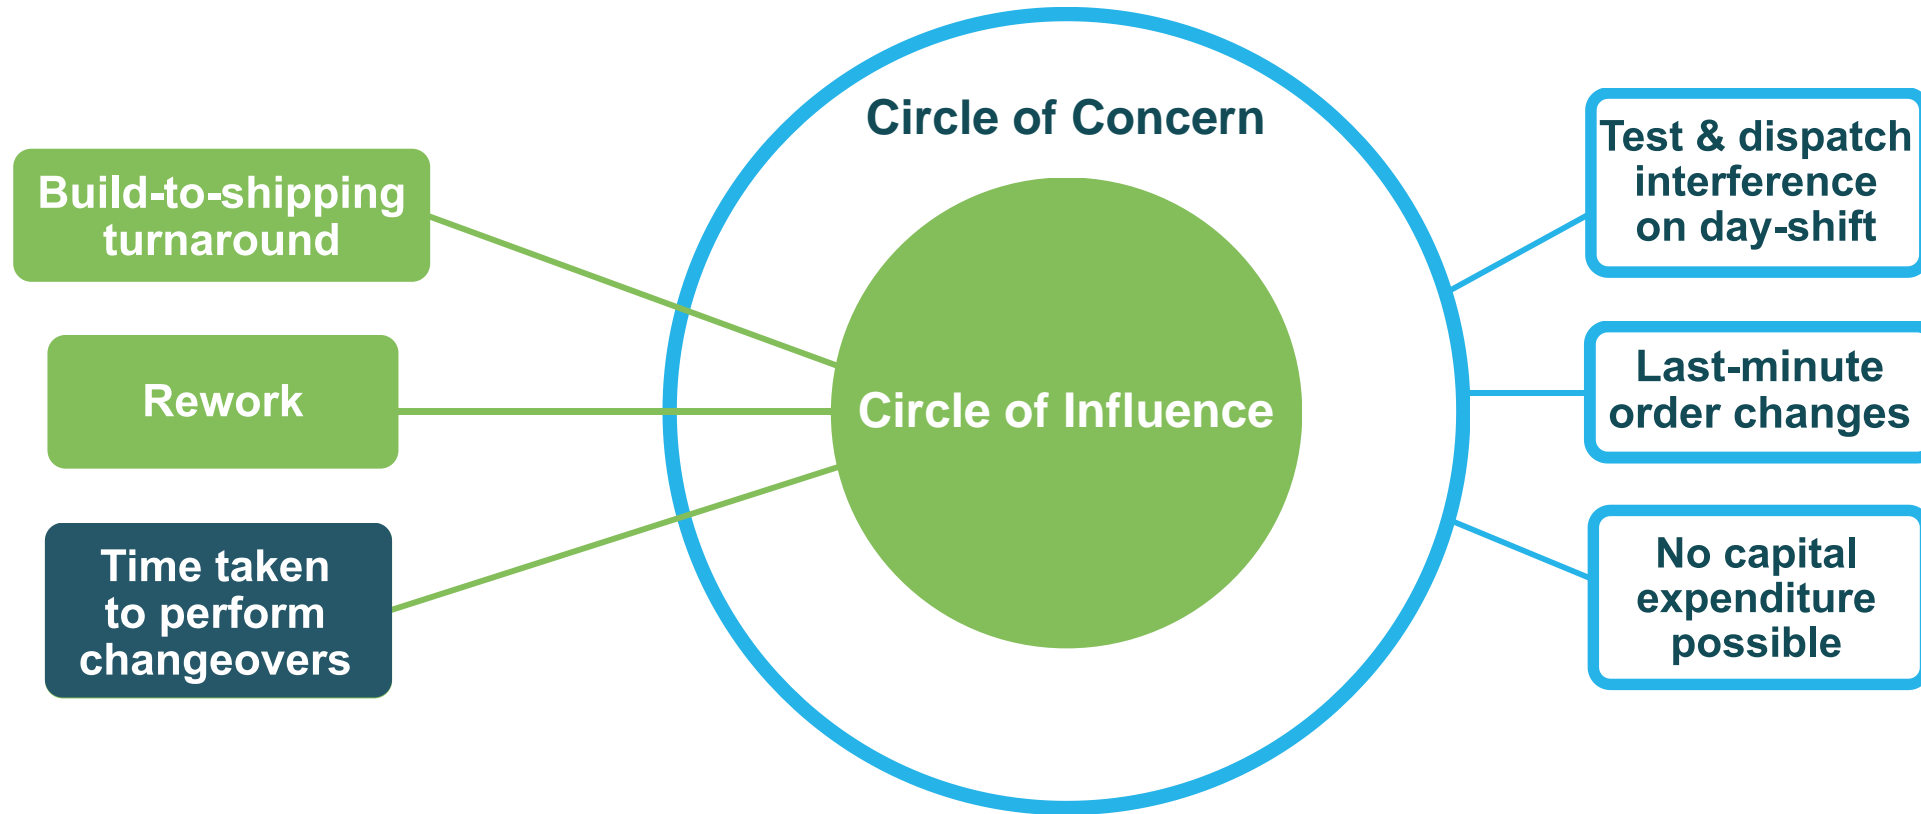 Circle of Concern
Build-to-shipping
turnaround
Rework
Time taken
to perform
changeovers
Circle of Influence
Test & dispatch
interference
on day-shift
Last-minute
order changes
No capital
expenditure
possible